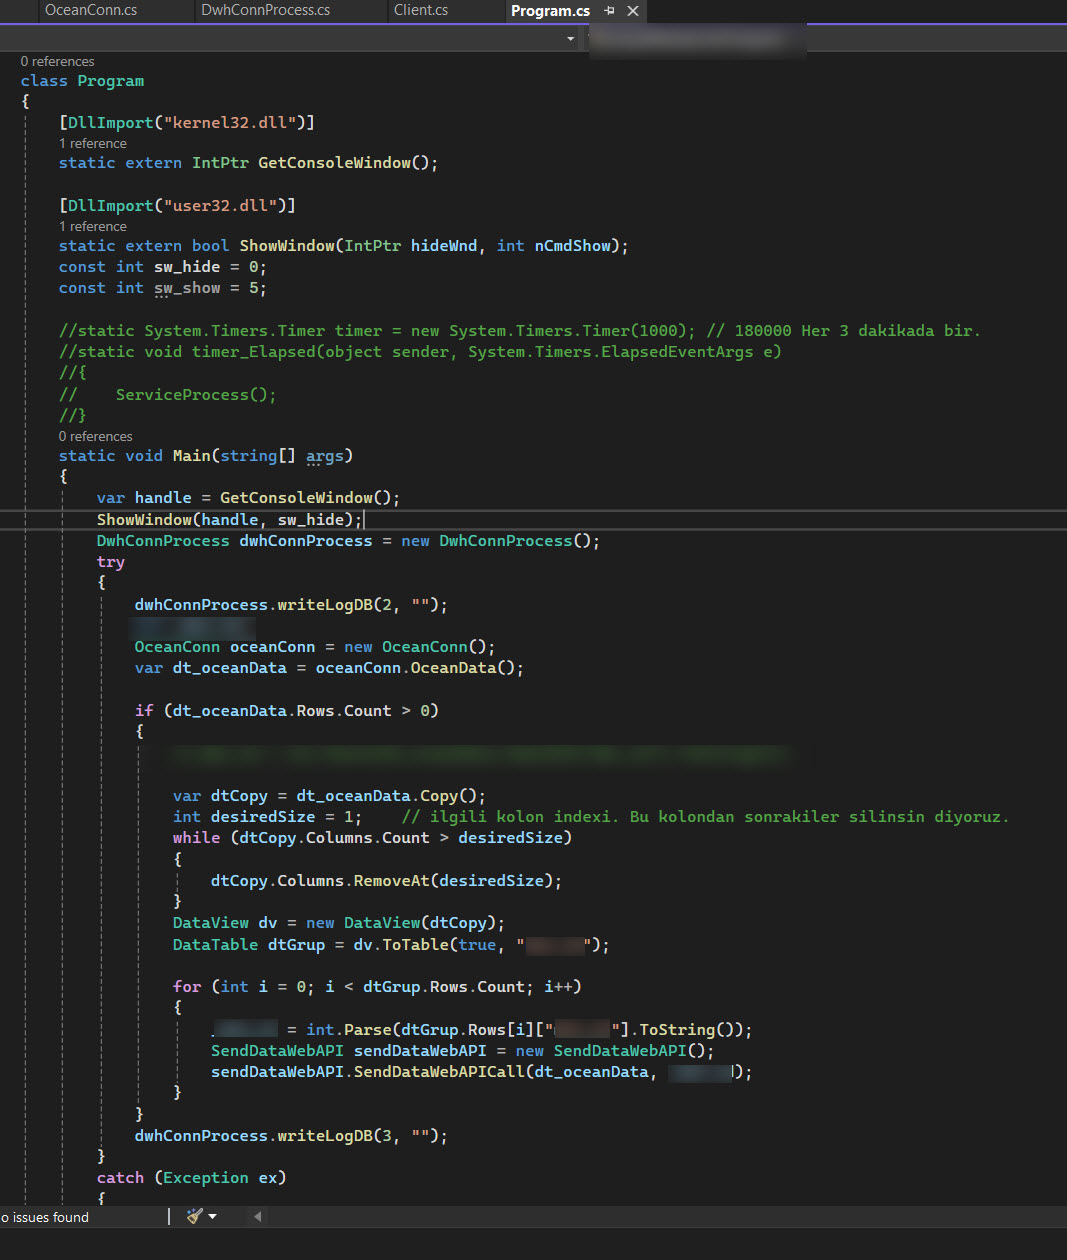 OceanConn.cs DwhConnProcess.cs Client.cs Program.cs
0 references
class Program
{
[DllImport("kernel32.dll")]
1 reference
static extern IntPtr GetConsoleWindow();
[DllImport("user32.dll")]
1 reference
static extern bool ShowWindow(IntPtr hideWnd, int nCmdShow);
const int sw_hide = 0;
const int sw_show = 5;
//static System.Timers.Timer timer = new System.Timers.Timer(1000); // 180000 Her 3 dakikada bir.
//static void timer_Elapsed(object sender, System.Timers.ElapsedEventArgs e)
//{
//    ServiceProcess();
//}
0 references
static void Main(string[] args)
{
var handle = GetConsoleWindow();
ShowWindow(handle, sw_hide);
DwhConnProcess dwhConnProcess = new DwhConnProcess();
try
{
dwhConnProcess.writeLogDB(2, "");
OceanConn oceanConn = new OceanConn();
var dt_oceanData = oceanConn.OceanData();
if (dt_oceanData.Rows.Count > 0)
{
var dtCopy = dt_oceanData.Copy();
int desiredSize = 1;    // ilgili kolon indexi. Bu kolondan sonrakiler silinsin diyoruz.
while (dtCopy.Columns.Count > desiredSize)
{
dtCopy.Columns.RemoveAt(desiredSize);
}
DataView dv = new DataView(dtCopy);
DataTable dtGrup = dv.ToTable(true, "");
for (int i = 0; i < dtGrup.Rows.Count; i++)
{
= int.Parse(dtGrup.Rows[i][""].ToString());
SendDataWebAPI sendDataWebAPI = new SendDataWebAPI();
sendDataWebAPI.SendDataWebAPICall(dt_oceanData, );
}
}
dwhConnProcess.writeLogDB(3, "");
}
catch (Exception ex)
{
o issues found